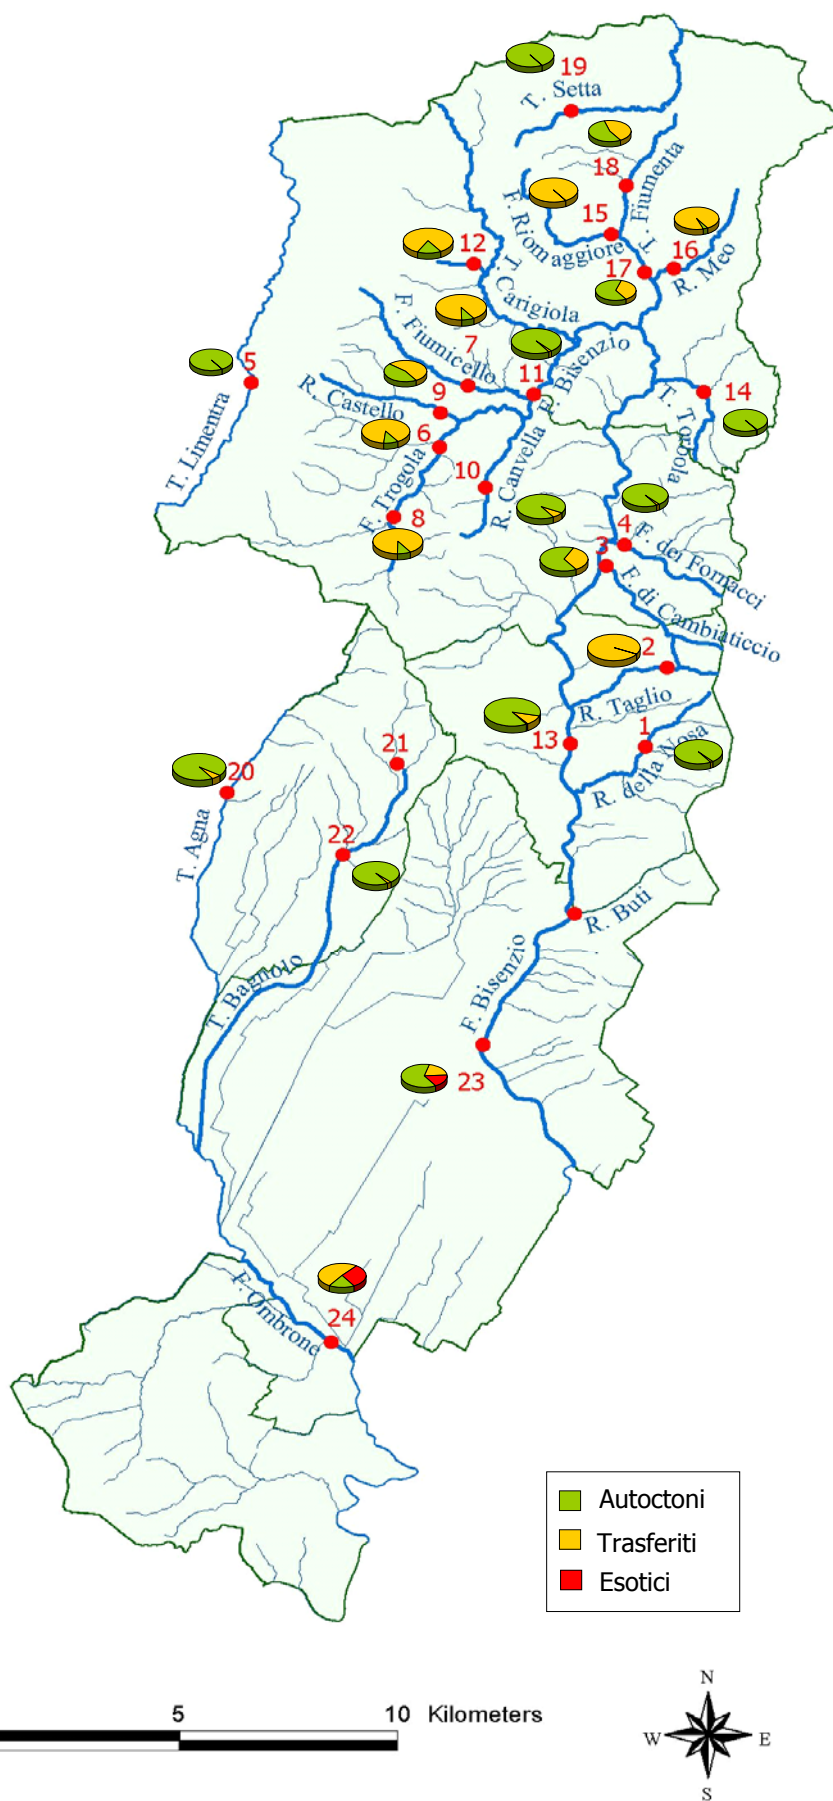 19
T. Setta
18
T. Fiumenta
F. Riomaggiore
15
16
R. Meo
17
12
T. Carigiola
7
F. Fiumicello
11
F. Bisenzio
5
T. Limentra
R. Castello
9
6
F. Trogola
10
R. Canvella
8
14
T. Torbola
4
F. dei Fornacci
3
F. di Cambiaticcio
2
R. Taglio
13
1
R. della Nosa
21
20
T. Agna
22
R. Buti
T. Bagnolo
F. Bisenzio
23
24
F. Ombrone
Autoctoni
Trasferiti
Esotici
5
10 Kilometers
N
W
E
S